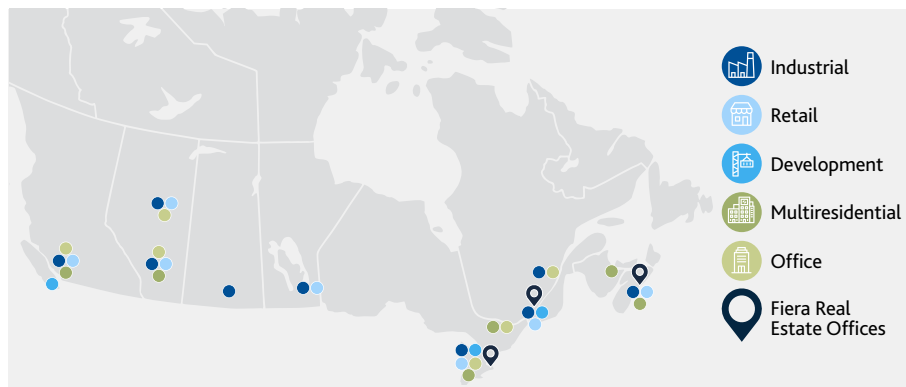 Industrial
Retail
Development
Multiresidential
Office
Fiera Real
Estate Offices